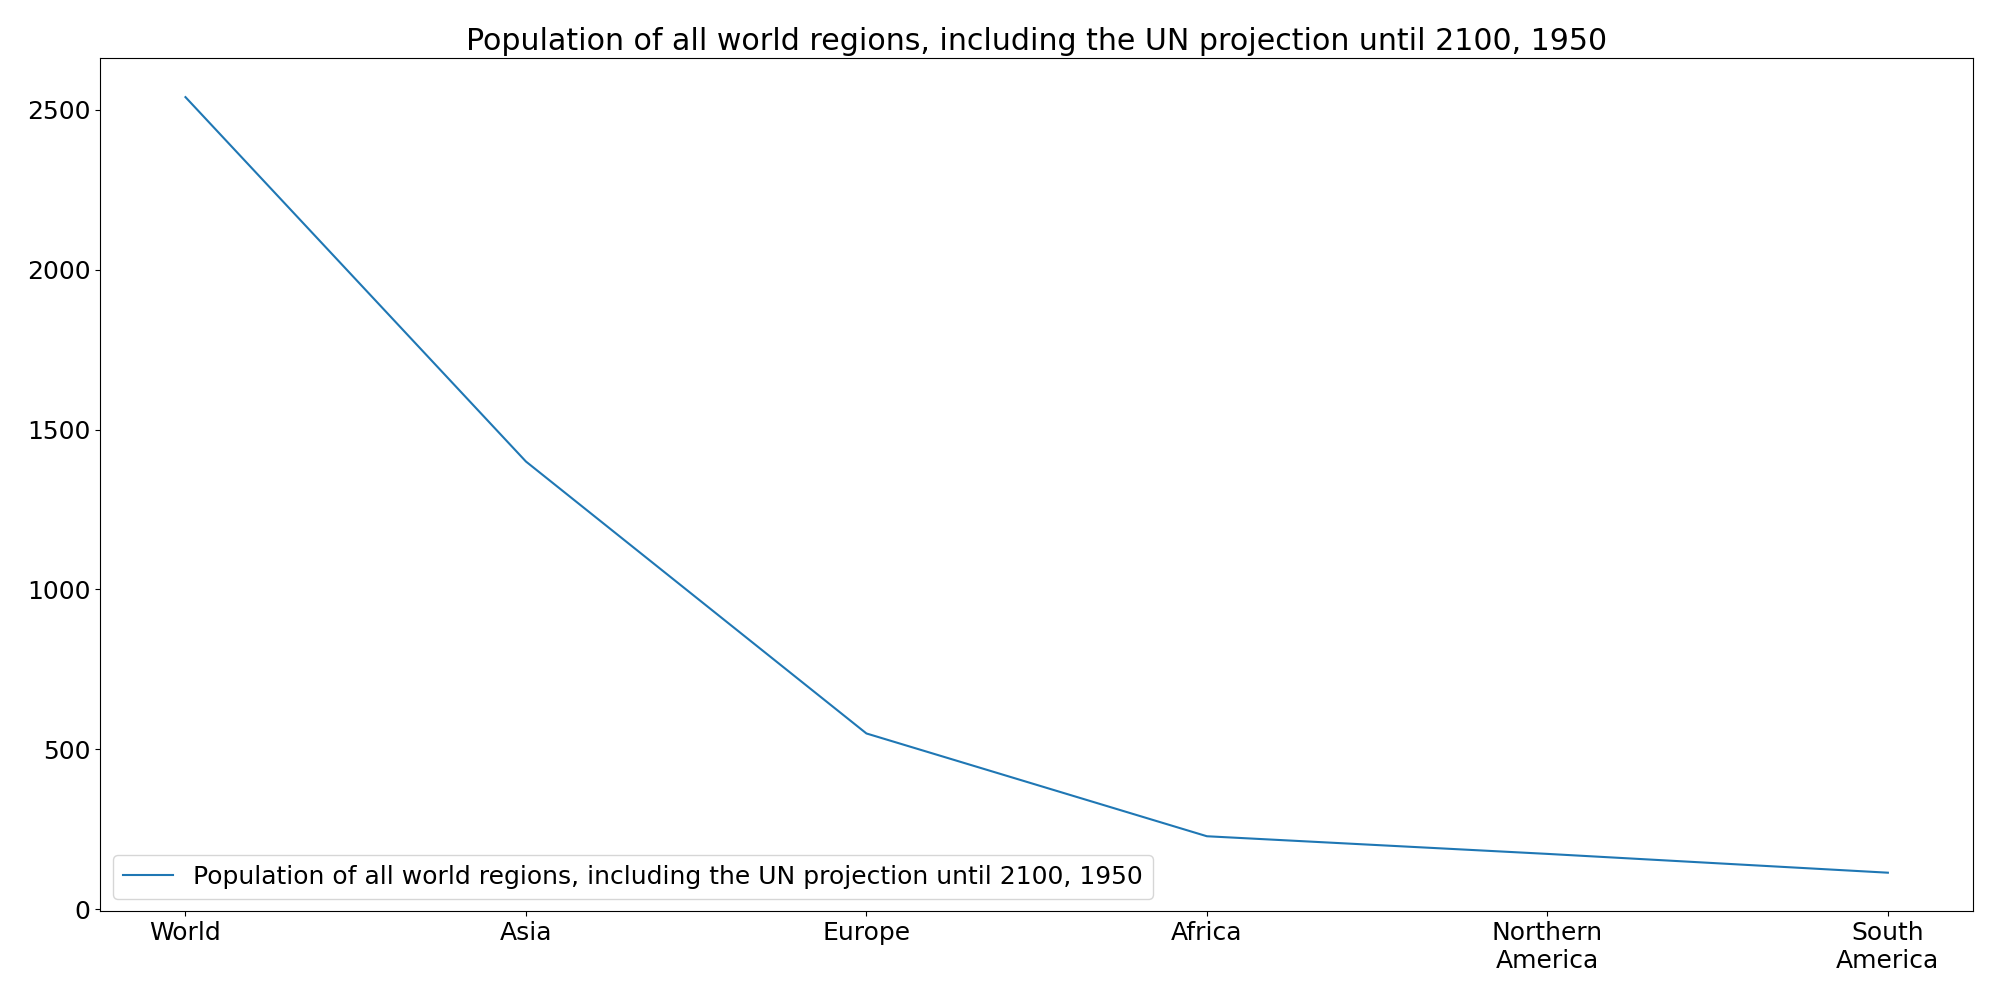 Population of all world regions, including the UN projection until 2100, 1950
2500
2000
1500
1000
500
0
Population of all world regions, including the UN projection until 2100, 1950
World
Asia
Europe
Africa
Northern
America
South
America